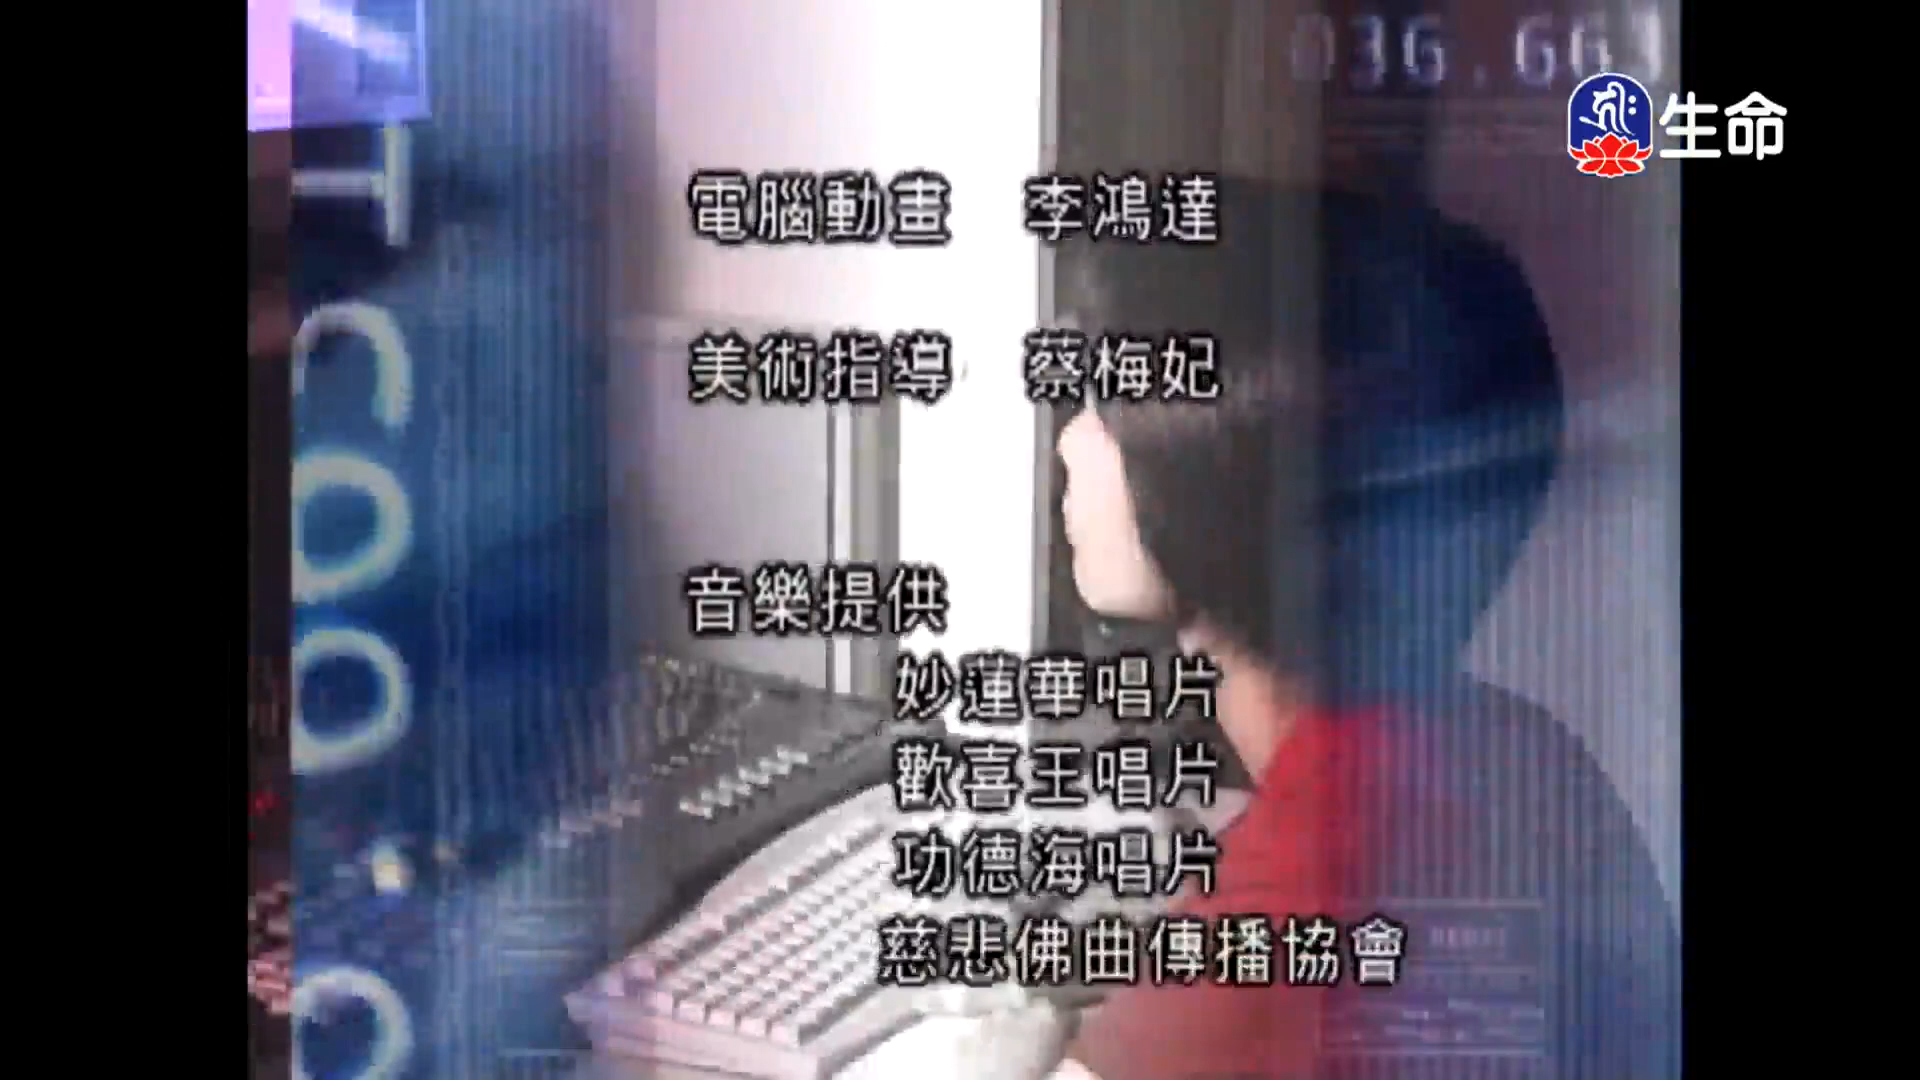 036.661
生命
電腦動畫 李鴻達
美術指導 蔡梅妃
音樂提供
妙蓮華唱片
歡喜王唱片
功德海唱片
慈悲佛曲傳播協會